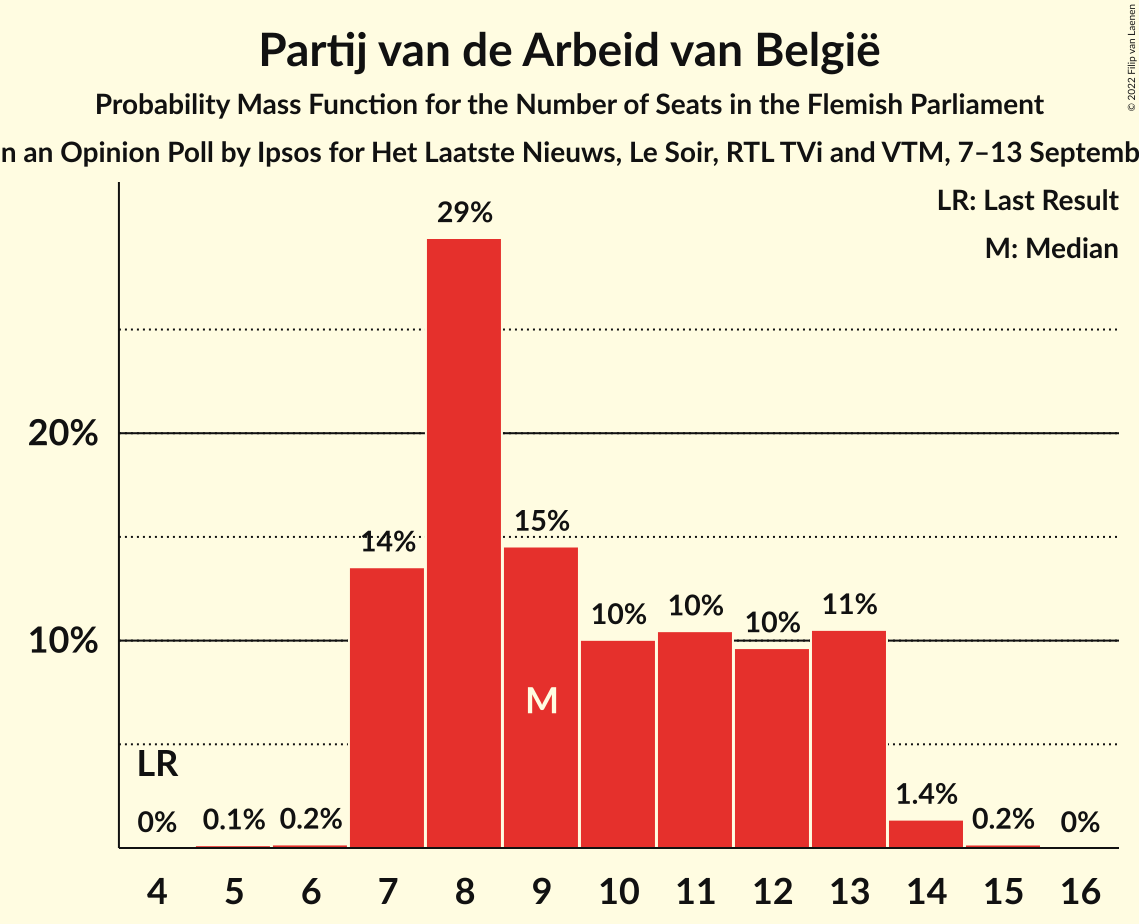 Partij van de Arbeid van België
Probability Mass Function for the Number of Seats in the Flemish Parliament
an Opinion Poll by Ipsos for Het Laatste Nieuws, Le Soir, RTL TVi and VTM, 7–13
© 2022 Filip van Laenen
LR: Last Result
M: Median
29%
20%
15%
14%
11%
10%
10%
10%
10%
M
LR
1.4%
0%
0.1%
0.2%
0.2%
0%
4 5 6 7 8 9 10 11 12 13 14 15 16